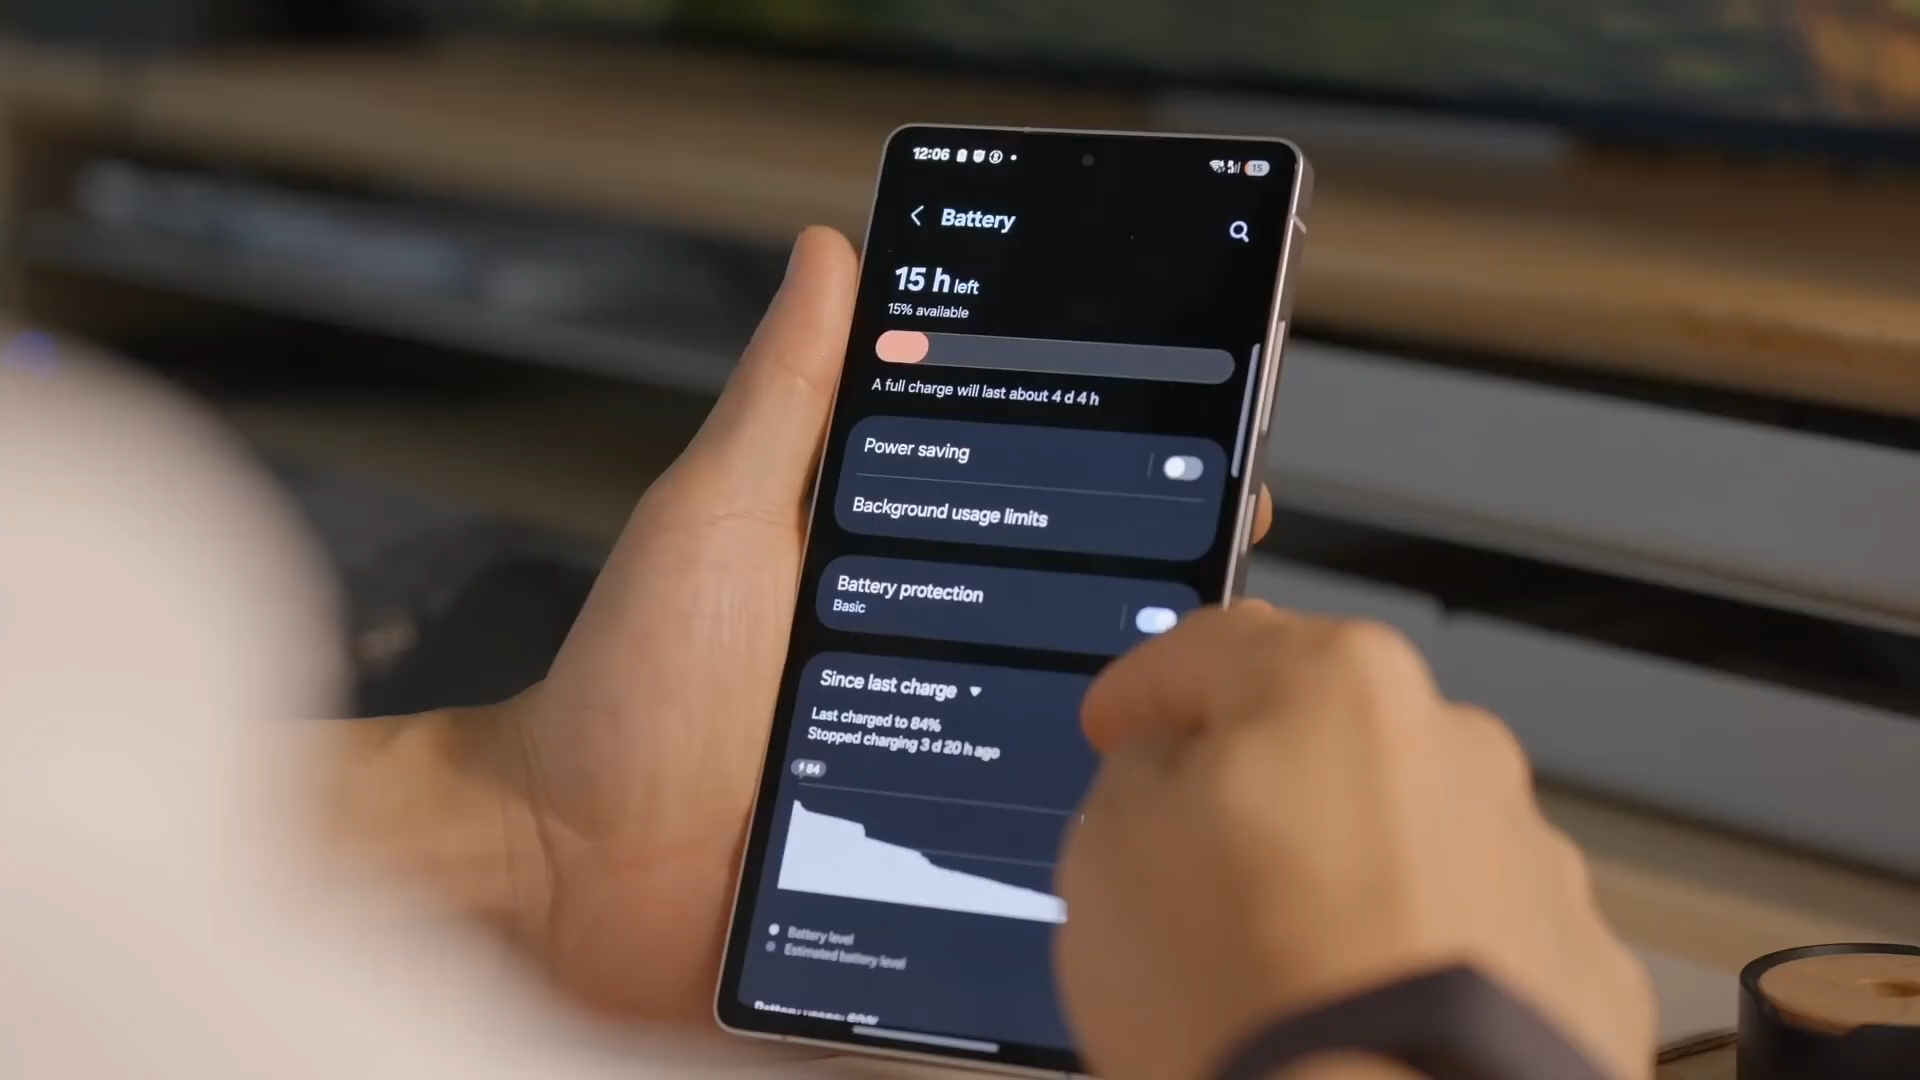 12:06
15
Battery
15 h left
15% available
A full charge will last about 4 d 4 h
Power saving
Background usage limits
Battery protection
Basic
Since last charge
Last charged to 84%
Stopped charging 3 d 20 h ago
84
Battery level
Estimated battery level